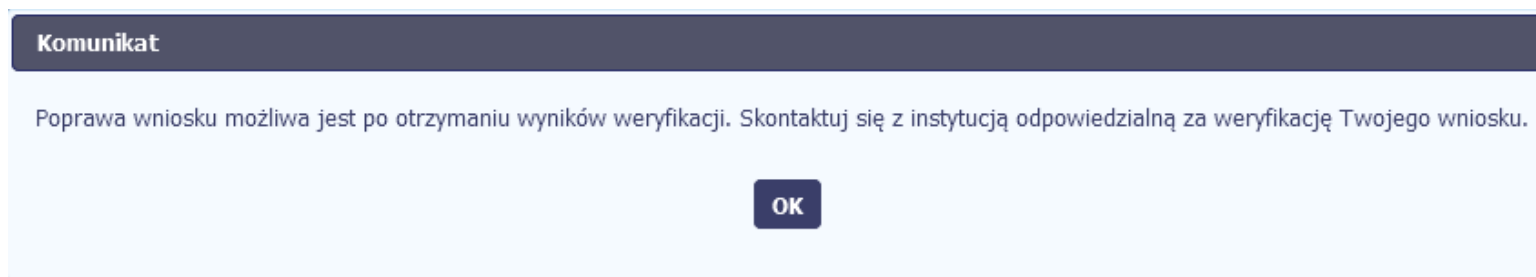 Komunikat
Poprawa wniosku możliwa jest po otrzymaniu wyników weryfikacji. Skontaktuj się z instytucją odpowiedzialną za weryfikację Twojego wniosku.
OK